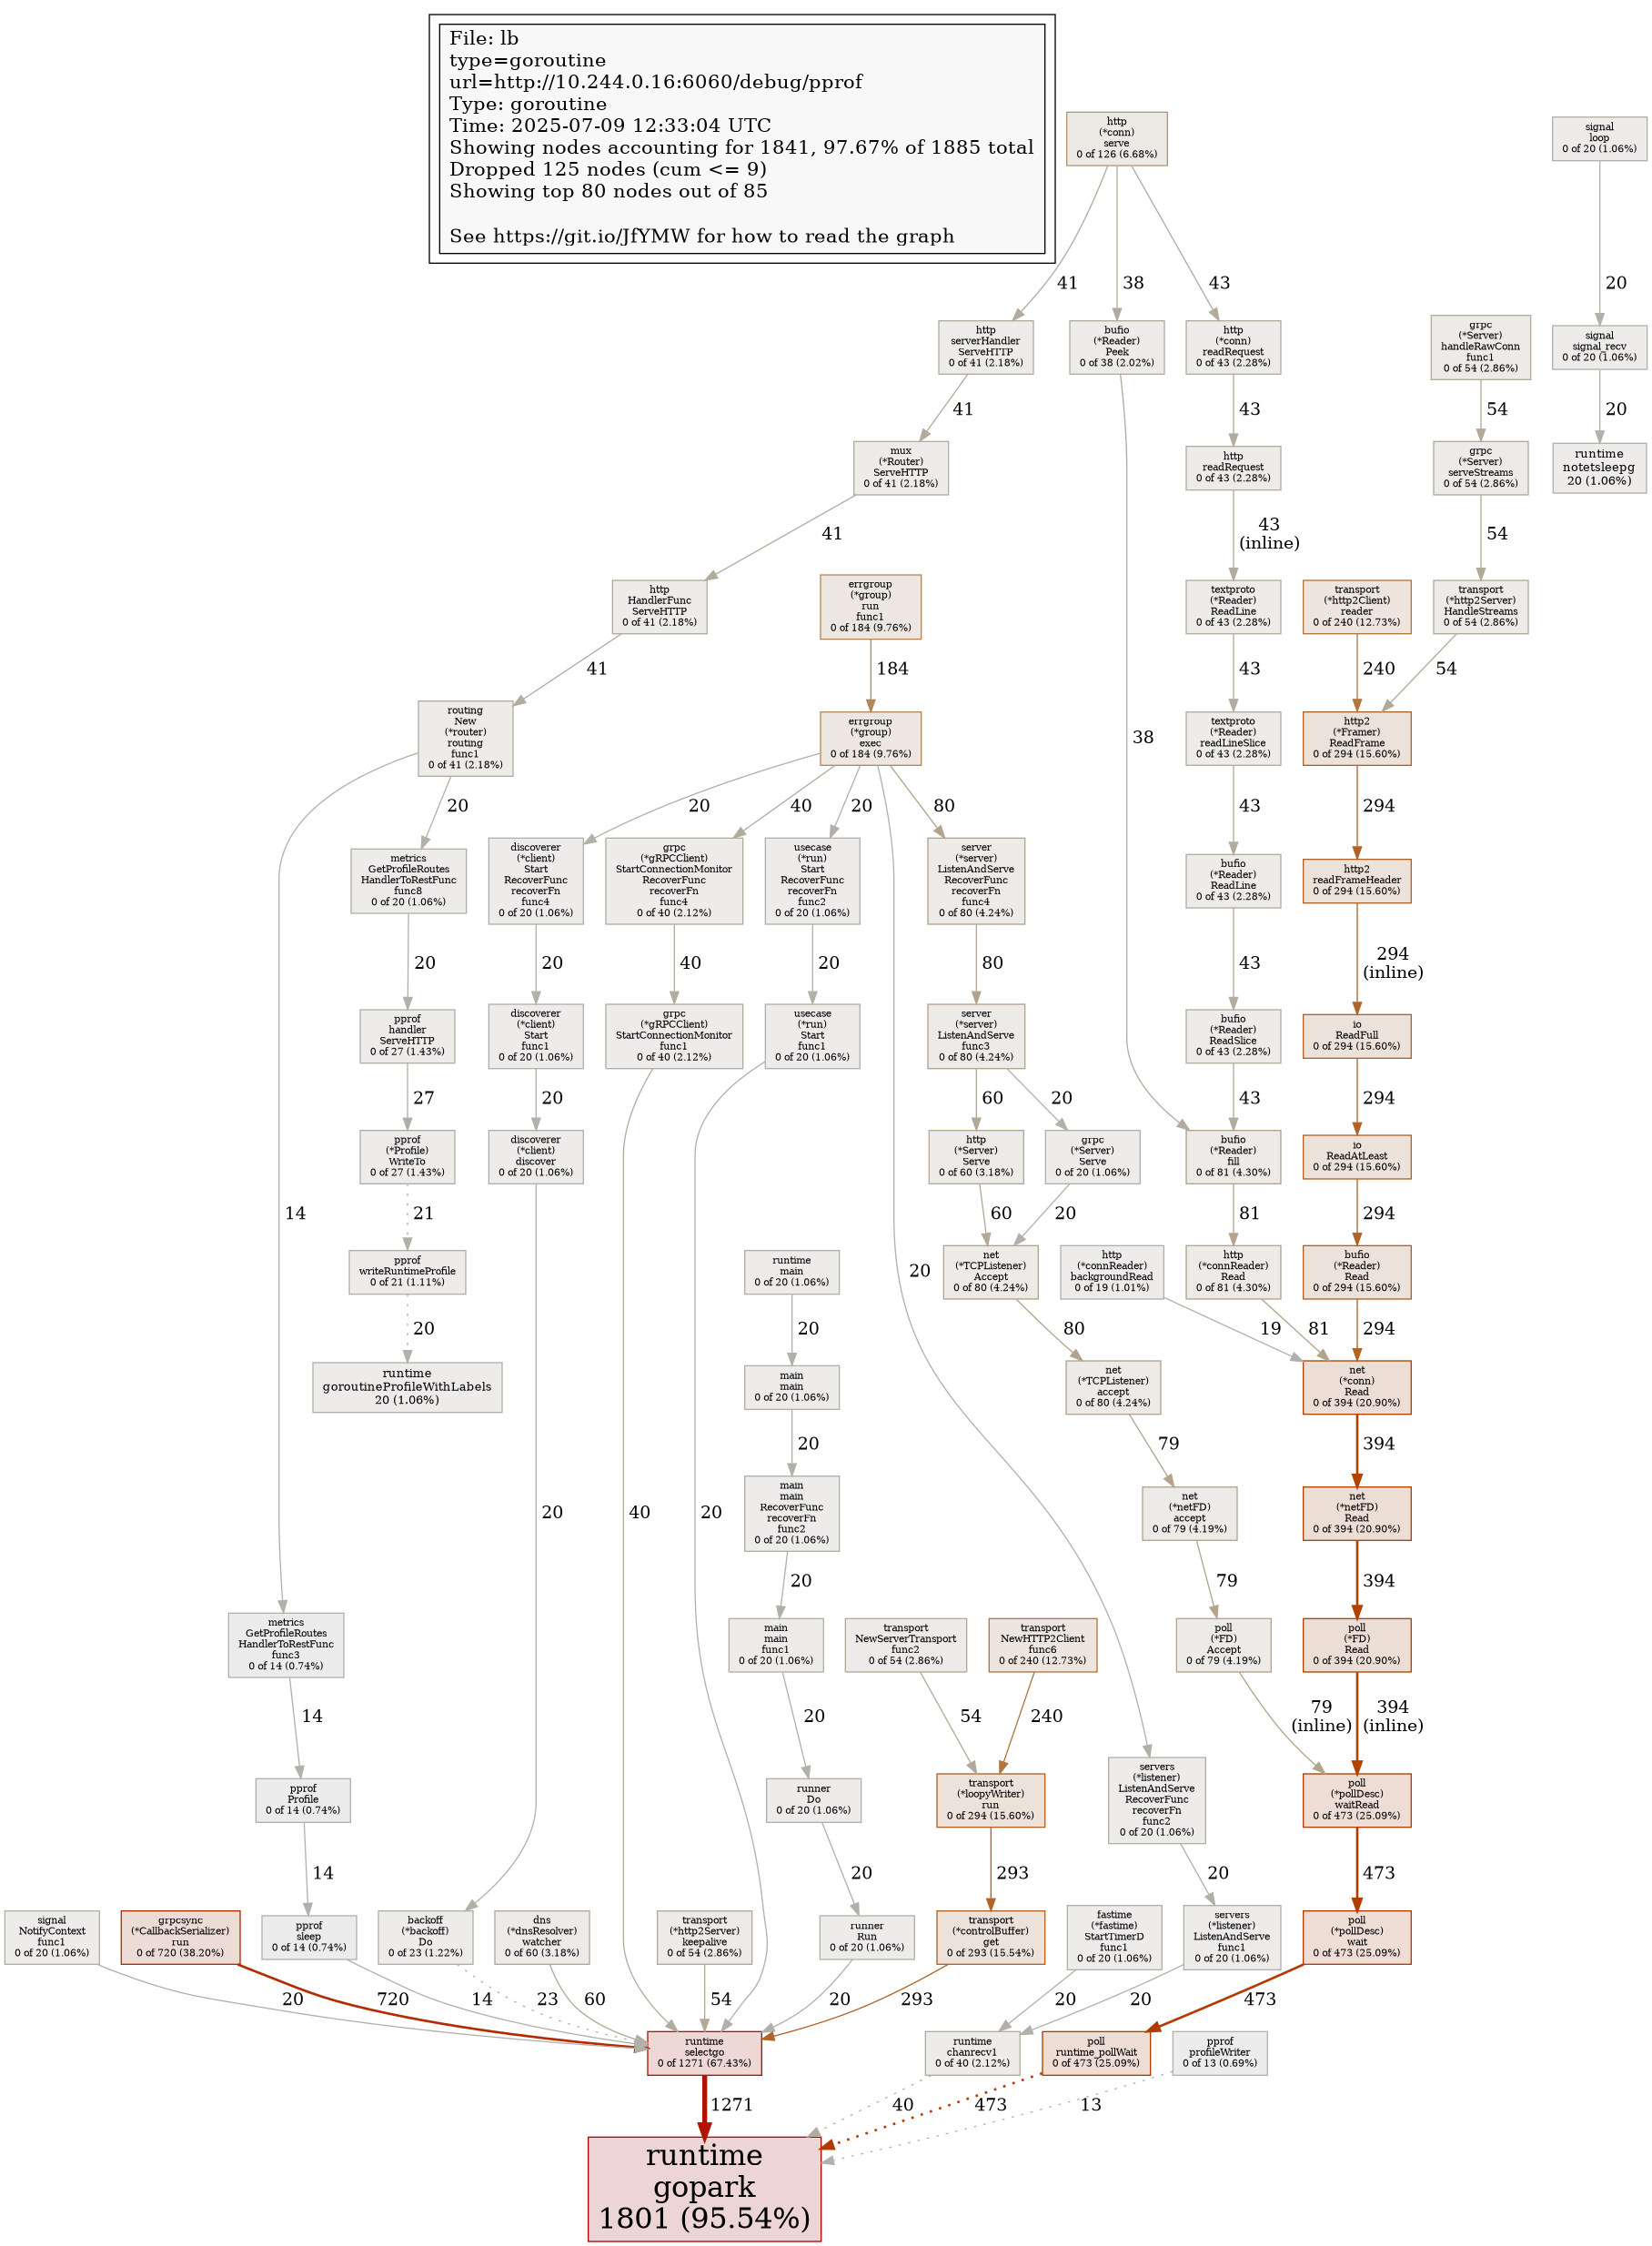 File: lb
type=goroutine
url=http://10.244.0.16:6060/debug/pprof
Type: goroutine
Time: 2025-07-09 12:33:04 UTC
Showing nodes accounting for 1841, 97.67% of 1885 total
Dropped 125 nodes (cum <= 9)
Showing top 80 nodes out of 85
See https://git.io/JfYMW for how to read the graph
http
(*conn)
serve
0 of 126 (6.68%)
signal
loop
0 of 20 (1.06%)
41
38
43
20
http
serverHandler
ServeHTTP
0 of 41 (2.18%)
bufio
(*Reader)
Peek
0 of 38 (2.02%)
http
(*conn)
readRequest
0 of 43 (2.28%)
grpc
(*Server)
handleRawConn
func1
0 of 54 (2.86%)
signal
signal_recv
0 of 20 (1.06%)
41
43
54
20
mux
(*Router)
ServeHTTP
0 of 41 (2.18%)
http
readRequest
0 of 43 (2.28%)
grpc
(*Server)
serveStreams
0 of 54 (2.86%)
runtime
notetsleepg
20 (1.06%)
41
43
(inline)
54
http
HandlerFunc
ServeHTTP
0 of 41 (2.18%)
errgroup
(*group)
run
func1
0 of 184 (9.76%)
textproto
(*Reader)
ReadLine
0 of 43 (2.28%)
transport
(*http2Client)
reader
0 of 240 (12.73%)
transport
(*http2Server)
HandleStreams
0 of 54 (2.86%)
41
184
43
240
54
routing
New
(*router)
routing
func1
0 of 41 (2.18%)
errgroup
(*group)
exec
0 of 184 (9.76%)
38
textproto
(*Reader)
readLineSlice
0 of 43 (2.28%)
http2
(*Framer)
ReadFrame
0 of 294 (15.60%)
20
20
40
20
80
43
294
metrics
GetProfileRoutes
HandlerToRestFunc
func8
0 of 20 (1.06%)
discoverer
(*client)
Start
RecoverFunc
recoverFn
func4
0 of 20 (1.06%)
grpc
(*gRPCClient)
StartConnectionMonitor
RecoverFunc
recoverFn
func4
0 of 40 (2.12%)
usecase
(*run)
Start
RecoverFunc
recoverFn
func2
0 of 20 (1.06%)
server
(*server)
ListenAndServe
RecoverFunc
recoverFn
func4
0 of 80 (4.24%)
bufio
(*Reader)
ReadLine
0 of 43 (2.28%)
http2
readFrameHeader
0 of 294 (15.60%)
20
20
40
20
80
43
294
(inline)
pprof
handler
ServeHTTP
0 of 27 (1.43%)
discoverer
(*client)
Start
func1
0 of 20 (1.06%)
grpc
(*gRPCClient)
StartConnectionMonitor
func1
0 of 40 (2.12%)
usecase
(*run)
Start
func1
0 of 20 (1.06%)
server
(*server)
ListenAndServe
func3
0 of 80 (4.24%)
bufio
(*Reader)
ReadSlice
0 of 43 (2.28%)
io
ReadFull
0 of 294 (15.60%)
27
20
60
20
43
294
pprof
(*Profile)
WriteTo
0 of 27 (1.43%)
discoverer
(*client)
discover
0 of 20 (1.06%)
http
(*Server)
Serve
0 of 60 (3.18%)
grpc
(*Server)
Serve
0 of 20 (1.06%)
bufio
(*Reader)
fill
0 of 81 (4.30%)
io
ReadAtLeast
0 of 294 (15.60%)
14
21
60
20
81
294
pprof
writeRuntimeProfile
0 of 21 (1.11%)
runtime
main
0 of 20 (1.06%)
20
net
(*TCPListener)
Accept
0 of 80 (4.24%)
http
(*connReader)
backgroundRead
0 of 19 (1.01%)
http
(*connReader)
Read
0 of 81 (4.30%)
bufio
(*Reader)
Read
0 of 294 (15.60%)
20
20
80
19
81
294
runtime
goroutineProfileWithLabels
20 (1.06%)
main
main
0 of 20 (1.06%)
net
(*TCPListener)
accept
0 of 80 (4.24%)
net
(*conn)
Read
0 of 394 (20.90%)
20
79
394
20
40
20
main
main
RecoverFunc
recoverFn
func2
0 of 20 (1.06%)
net
(*netFD)
accept
0 of 79 (4.19%)
net
(*netFD)
Read
0 of 394 (20.90%)
20
79
394
metrics
GetProfileRoutes
HandlerToRestFunc
func3
0 of 14 (0.74%)
main
main
func1
0 of 20 (1.06%)
transport
NewServerTransport
func2
0 of 54 (2.86%)
transport
NewHTTP2Client
func6
0 of 240 (12.73%)
poll
(*FD)
Accept
0 of 79 (4.19%)
poll
(*FD)
Read
0 of 394 (20.90%)
14
20
54
240
79
(inline)
394
(inline)
pprof
Profile
0 of 14 (0.74%)
runner
Do
0 of 20 (1.06%)
transport
(*loopyWriter)
run
0 of 294 (15.60%)
servers
(*listener)
ListenAndServe
RecoverFunc
recoverFn
func2
0 of 20 (1.06%)
poll
(*pollDesc)
waitRead
0 of 473 (25.09%)
14
20
293
20
473
signal
NotifyContext
func1
0 of 20 (1.06%)
grpcsync
(*CallbackSerializer)
run
0 of 720 (38.20%)
pprof
sleep
0 of 14 (0.74%)
backoff
(*backoff)
Do
0 of 23 (1.22%)
dns
(*dnsResolver)
watcher
0 of 60 (3.18%)
transport
(*http2Server)
keepalive
0 of 54 (2.86%)
runner
Run
0 of 20 (1.06%)
transport
(*controlBuffer)
get
0 of 293 (15.54%)
fastime
(*fastime)
StartTimerD
func1
0 of 20 (1.06%)
servers
(*listener)
ListenAndServe
func1
0 of 20 (1.06%)
poll
(*pollDesc)
wait
0 of 473 (25.09%)
20
720
14
23
60
54
20
293
20
20
473
runtime
selectgo
0 of 1271 (67.43%)
runtime
chanrecv1
0 of 40 (2.12%)
poll
runtime_pollWait
0 of 473 (25.09%)
pprof
profileWriter
0 of 13 (0.69%)
1271
40
473
13
runtime
gopark
1801 (95.54%)